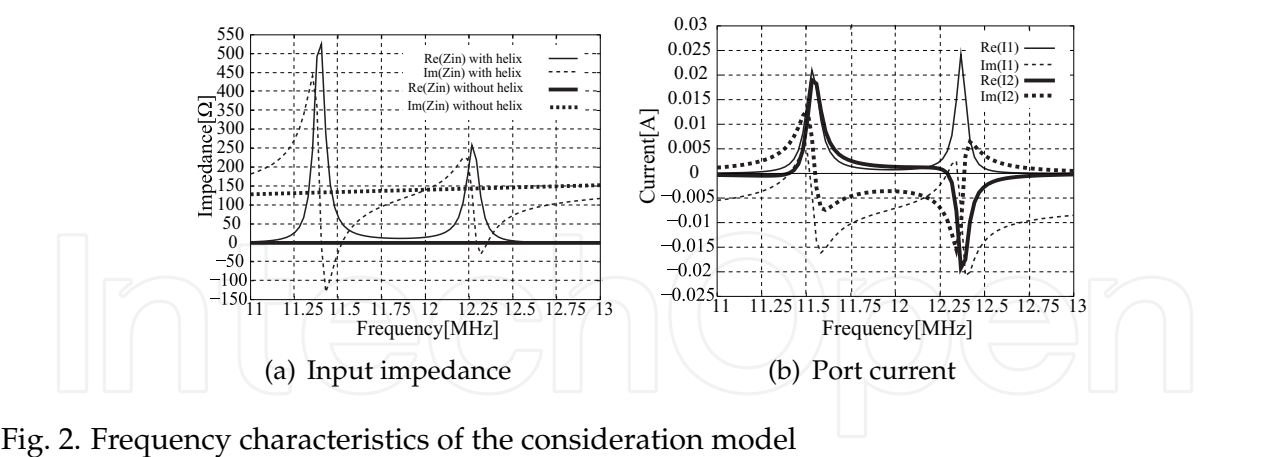 550
500
450
400
350
300
250
200
150
100
50
0
−50
−100
−150
Impedance[Ω]
Re(Zin) with helix
Im(Zin) with helix
Re(Zin) without helix
Im(Zin) without helix
11 11.25 11.5 11.75 12 12.25 12.5 12.75 13
Frequency[MHz]
(a) Input impedance
0.03
0.025
0.02
0.015
0.01
0.005
0
−0.005
−0.01
−0.015
−0.02
−0.025
Current[A]
Re(I1)
Im(I1)
Re(I2)
Im(I2)
11 11.25 11.5 11.75 12 12.25 12.5 12.75 13
Frequency[MHz]
(b) Port current
IntechOpen
Fig. 2. Frequency characteristics of the consideration model